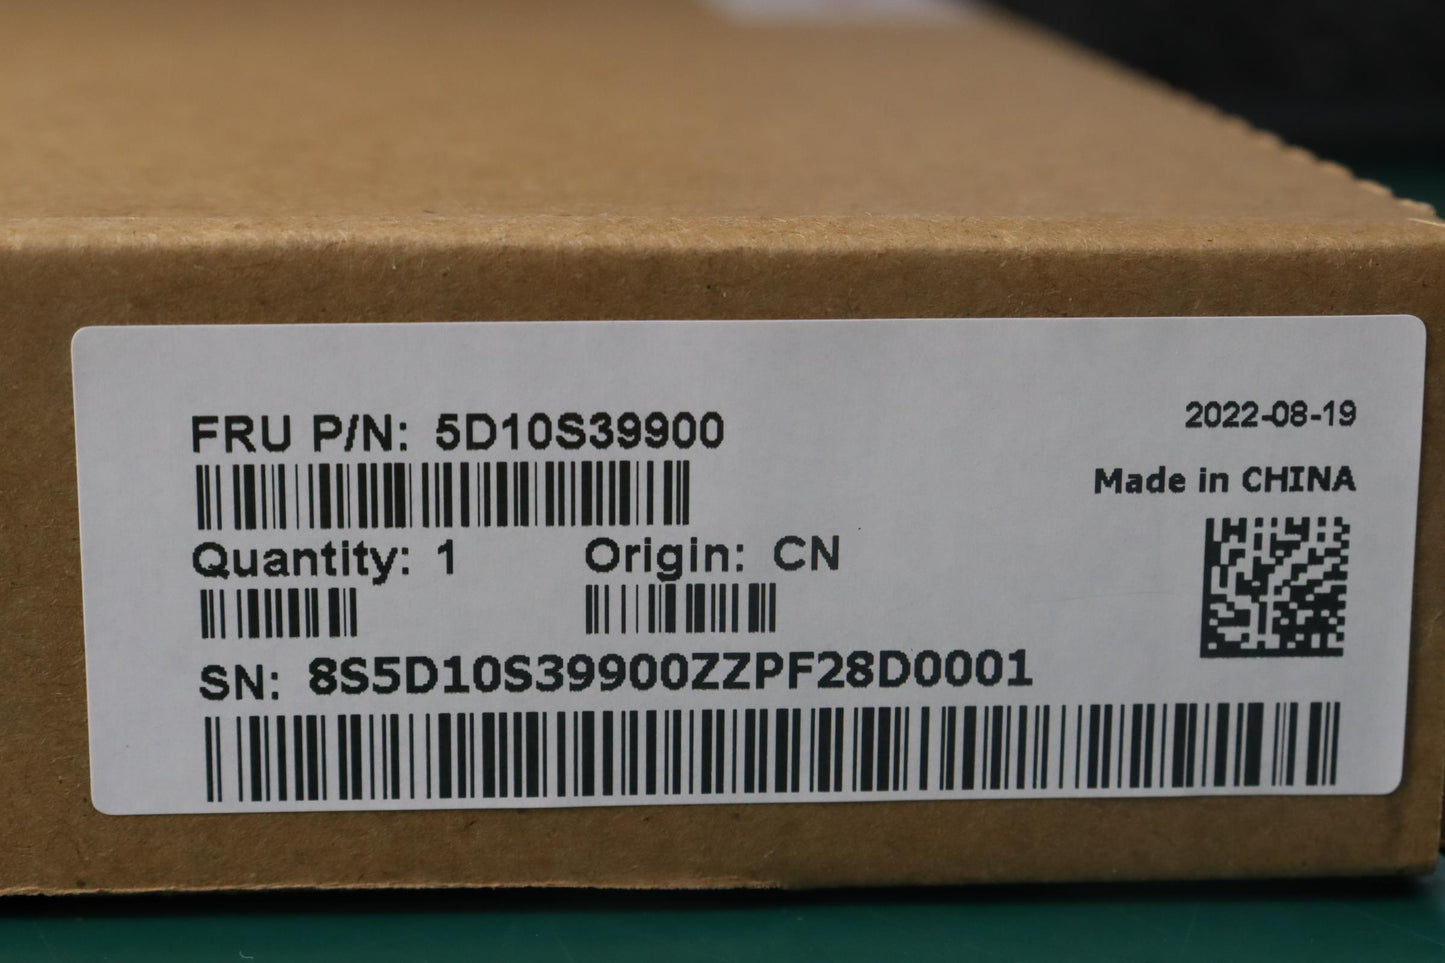 FRU P/N: 5D10S39900
2022-08-19
Made in CHINA
Quantity: 1
Origin: CN
SN: 8S5D10S39900ZZPF28D0001